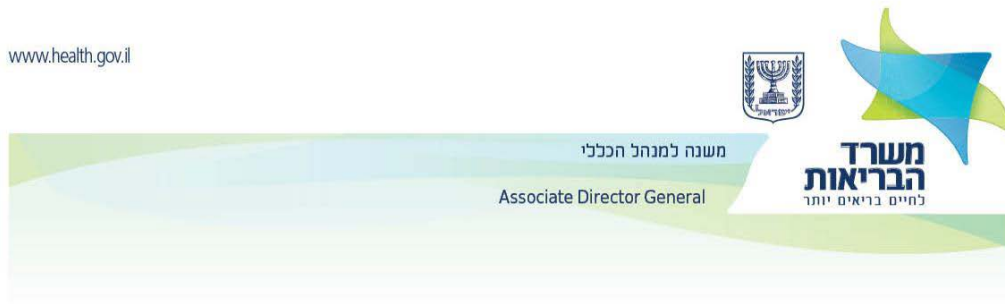 www.health.gov.il
משנה למנהל הכללי
Associate Director General
משרד
הבריאות
לחיים בריאים יותר